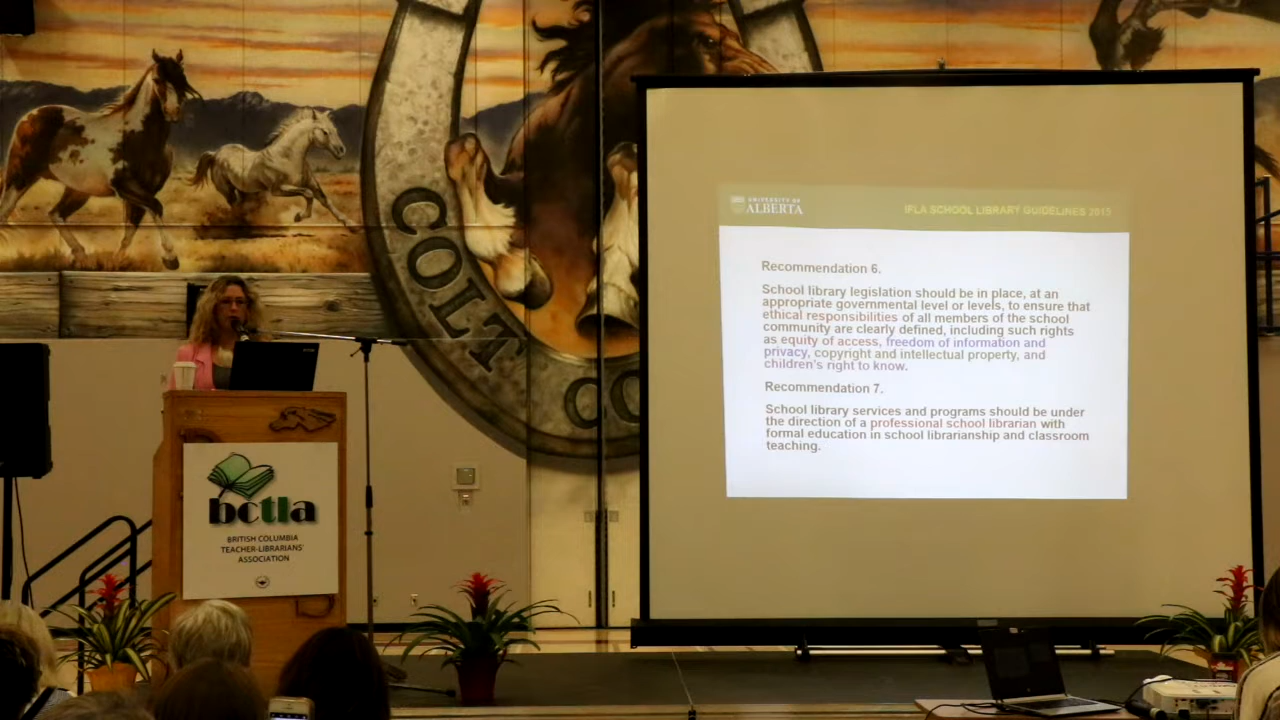 COLT CO
UNIVERSITY OF
ALBERTA
IFLA SCHOOL LIBRARY GUIDELINES 2015
Recommendation 6.
School library legislation should be in place, at an
appropriate governmental level or levels, to ensure that
ethical responsibilities of all members of the school
community are clearly defined, including such rights
as equity of access, freedom of information and
privacy, copyright and intellectual property, and
children's right to know.
Recommendation 7.
School library services and programs should be under
the direction of a professional school librarian with
formal education in school librarianship and classroom
teaching.
bctla
BRITISH COLUMBIA
TEACHER-LIBRARIANS'
ASSOCIATION